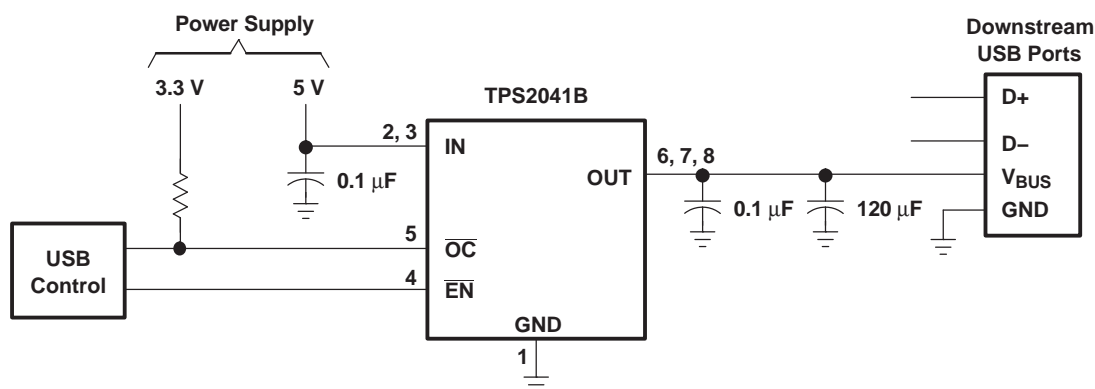 Power Supply
3.3 V
5 V
TPS2041B
Downstream
USB Ports
2, 3
IN
0.1 μF
OUT
6, 7, 8
0.1 μF
120 μF
D+
D−
VBUS
GND
USB
Control
5
OC
4
EN
GND
1